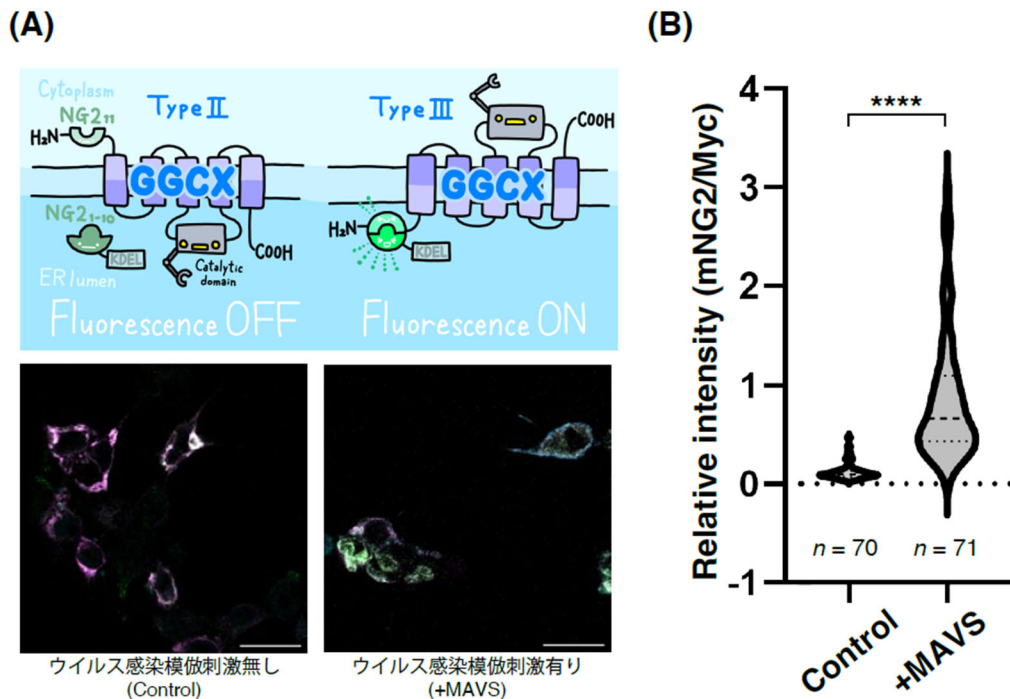 (A)
Cytoplasm
NG2₁₁
H₂N
Type II
GGCX
NG2₁₋₁₀
KDEL
ER lumen
Catalytic
domain
COOH
Fluorescence OFF
Type III
COOH
GGCX
H₂N
KDEL
Fluorescence ON
ウイルス感染模倣刺激無し
(Control)
ウイルス感染模倣刺激有り
(+MAVS)
(B)
Relative intensity (mNG2/Myc)
4
3
2
1
0
-1
****
n = 70
n = 71
Control
+MAVS